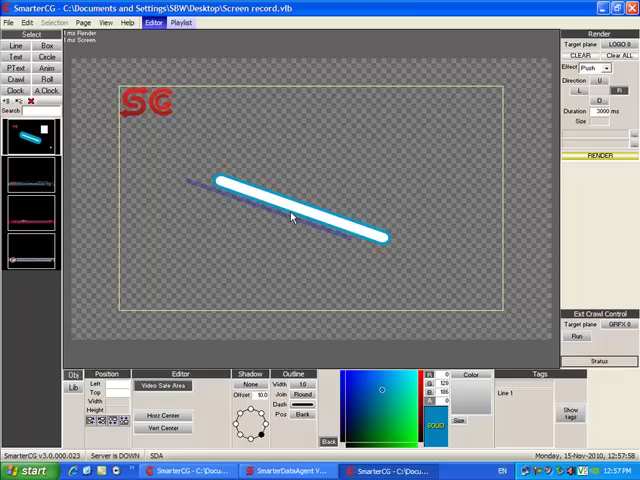 SmarterCG - C:\Documents and Settings\SBW\Desktop\Screen record.vlb
File Edit Page View Help Editor Playlist
1ms Render
1ms Screen
Select
Line Box
Text Circle
PText Anim
Crawl Roll
Clock A.Clock
Search
SG
Render
Target plane LOGO 0
CLEAR Clear ALL
Effect Push
Direction U
L R
D
Duration 3000 ms
Size
RENDER
Ext Crawl Control
Target plane GRFX 0
Run
Status
Obj
Lib
Position
Left
Top
Width
Height
Editor
Video Safe Area
Horiz Center
Vert Center
Shadow
None
Offset 10.0
Outline
Width 1.0
Join Round
Dash
Pos Back
Back
R 0
G 128
B 186
A 0
SOLID
Color
Size
Tags
Line 1
Show tags
SmarterCG v3.0.000.023 Server is DOWN SDA Monday, 15-Nov-2010, 12:57:58
start SmarterCG - C:\Docu... SmarterDataAgent V... SmarterCG - C:\Docu... EN 12:57 PM